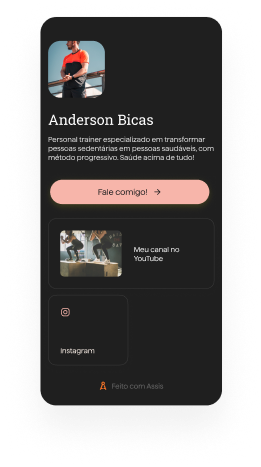 Anderson Bicas
Personal trainer especializado em transformar
pessoas sedentárias em pessoas saudáveis, com
método progressivo. Saúde acima de tudo!
Fale comigo! →
Meu canal no
YouTube
Instagram
Feito com Assis